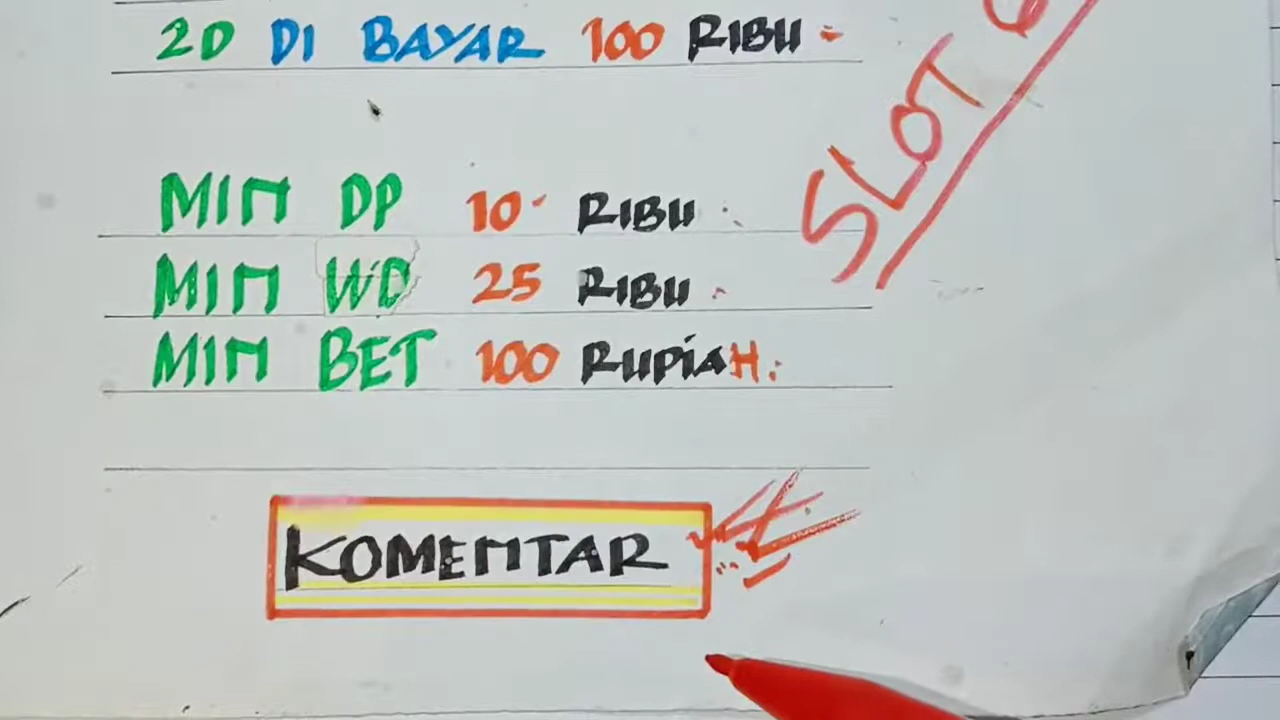 2D DI BAYAR 100 RIBU
MIN DP 10 RIBU
MIN WD 25 RIBU
MIN BET 100 RUPIAH
KOMENTAR
SLOT